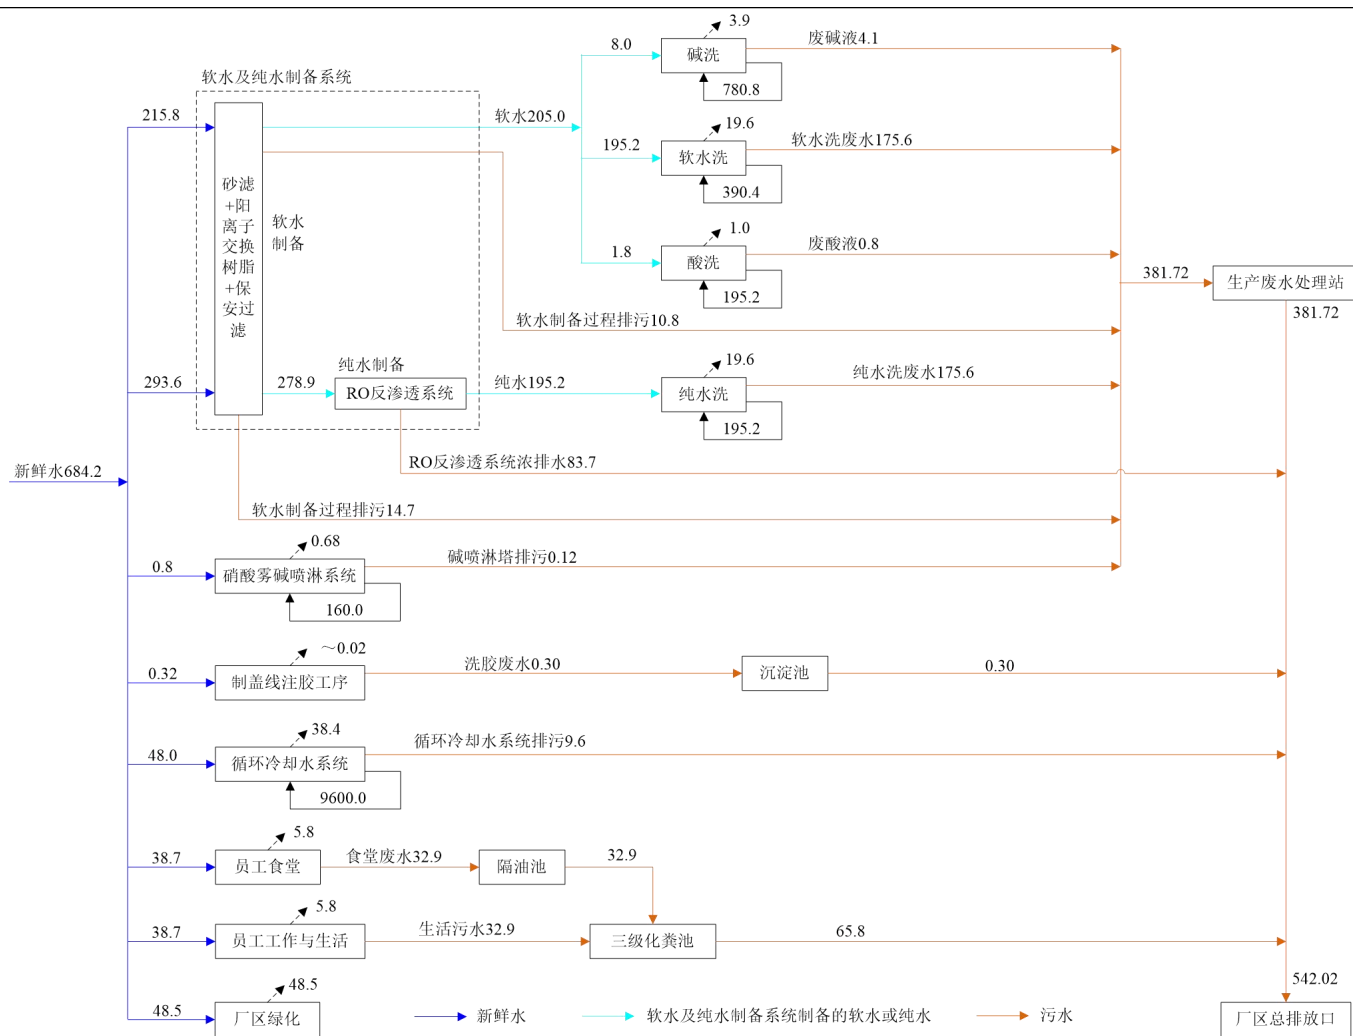 3.9
8.0
碱洗
废碱液4.1
780.8
软水及纯水制备系统
215.8
软水205.0
19.6
195.2
软水洗
软水洗废水175.6
390.4
砂滤
+阳
离子
交换
树脂
+保
安过
滤
软水
制备
1.0
1.8
酸洗
废酸液0.8
195.2
381.72
生产废水处理站
381.72
软水制备过程排污10.8
纯水制备
293.6
278.9
RO反渗透系统
纯水195.2
19.6
纯水洗
纯水洗废水175.6
195.2
新鲜水684.2
RO反渗透系统浓排水83.7
软水制备过程排污14.7
0.68
0.8
硝酸雾碱喷淋系统
碱喷淋塔排污0.12
160.0
～0.02
0.32
制盖线注胶工序
洗胶废水0.30
沉淀池
0.30
38.4
48.0
循环冷却水系统
循环冷却水系统排污9.6
9600.0
5.8
38.7
员工食堂
食堂废水32.9
隔油池
32.9
5.8
38.7
员工工作与生活
生活污水32.9
三级化粪池
65.8
48.5
48.5
厂区绿化
新鲜水
软水及纯水制备系统制备的软水或纯水
污水
542.02
厂区总排放口